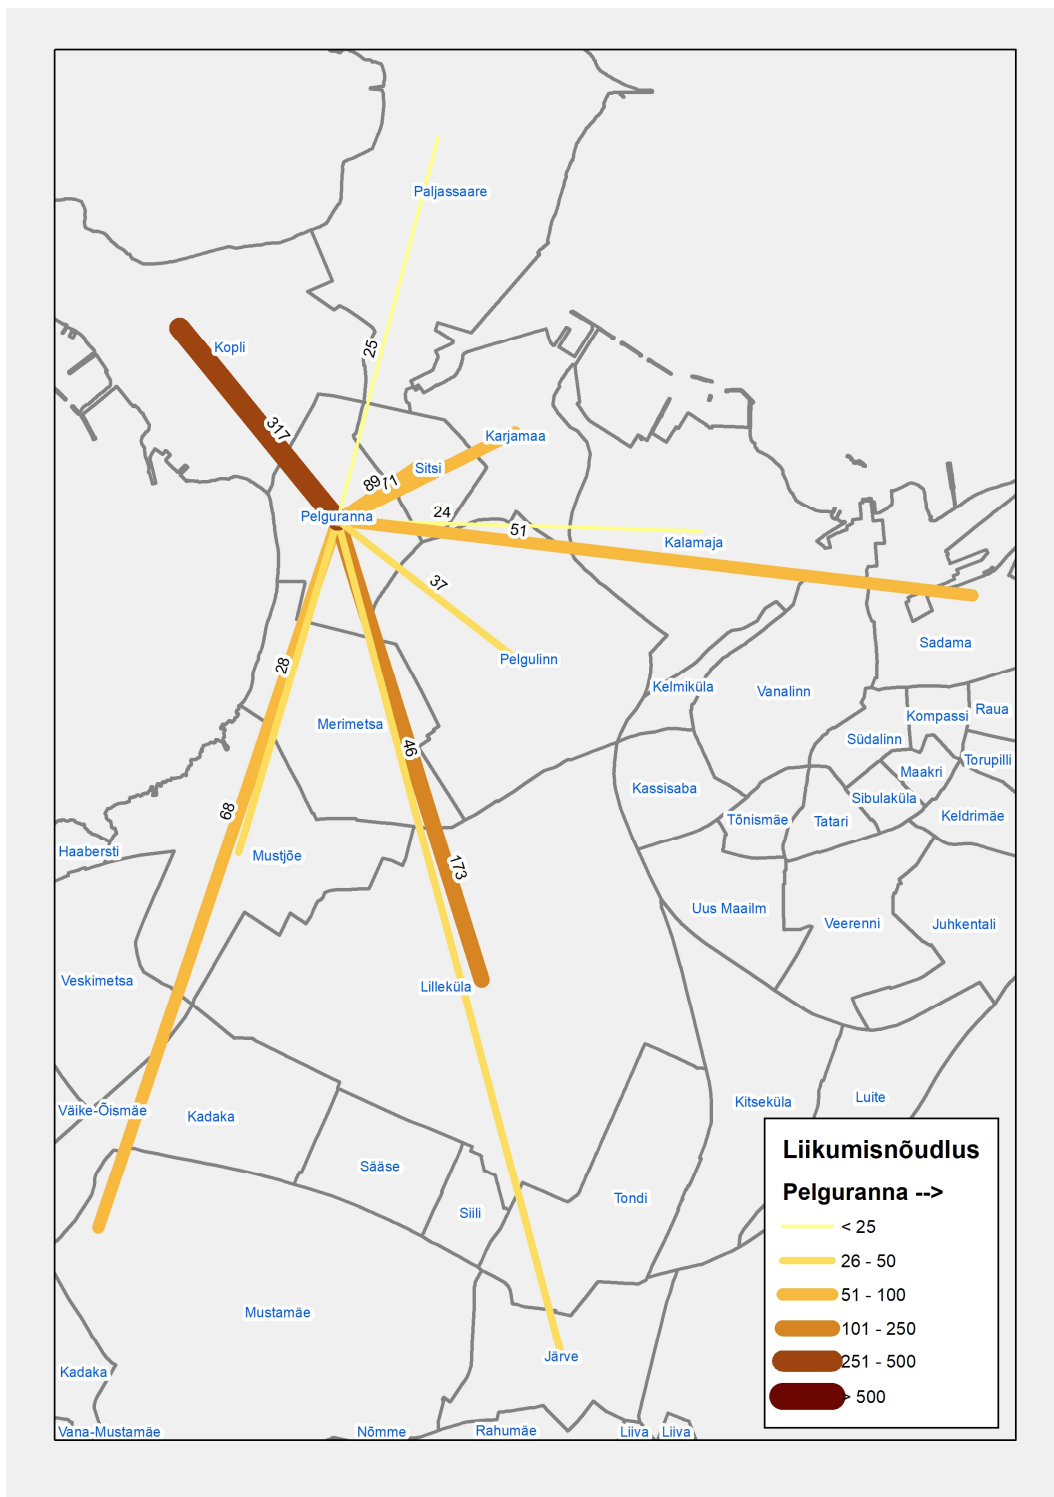 Paljassaare
Kopli
25
317
Karjamaa
Sitsi
89
71
Pelguranna
24
51
Kalamaja
37
Sadama
Pelgulinn
28
Kelmiküla
Vanalinn
Merimetsa
46
Kompassi
Raua
Südalinn
Torupilli
Maakri
Kassisaba
Sibulaküla
68
Tõnismäe
Tatari
Keldrimäe
Haabersti
Mustjõe
173
Uus Maailm
Veerenni
Juhkentali
Veskimetsa
Lilleküla
Väike-Õismäe
Kadaka
Kitseküla
Luite
Sääse
Siili
Tondi
Mustamäe
Järve
Kadaka
Vana-Mustamäe
Nõmme
Rahumäe
Liiva
Liiva
Liikumisnõudlus
Pelguranna -->
< 25
26 - 50
51 - 100
101 - 250
251 - 500
> 500